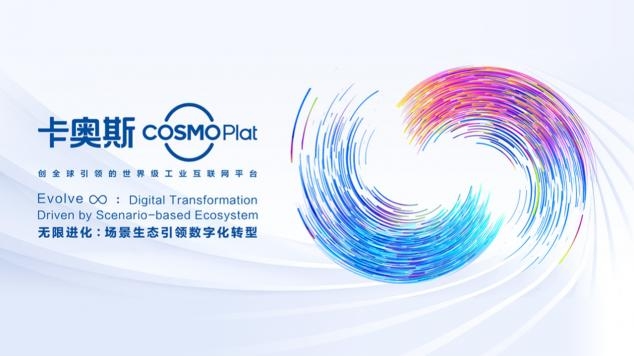 卡奥斯 COSMOPlat
创全球引领的世界级工业互联网平台
Evolve ∞ : Digital Transformation
Driven by Scenario-based Ecosystem
无限进化：场景生态引领数字化转型